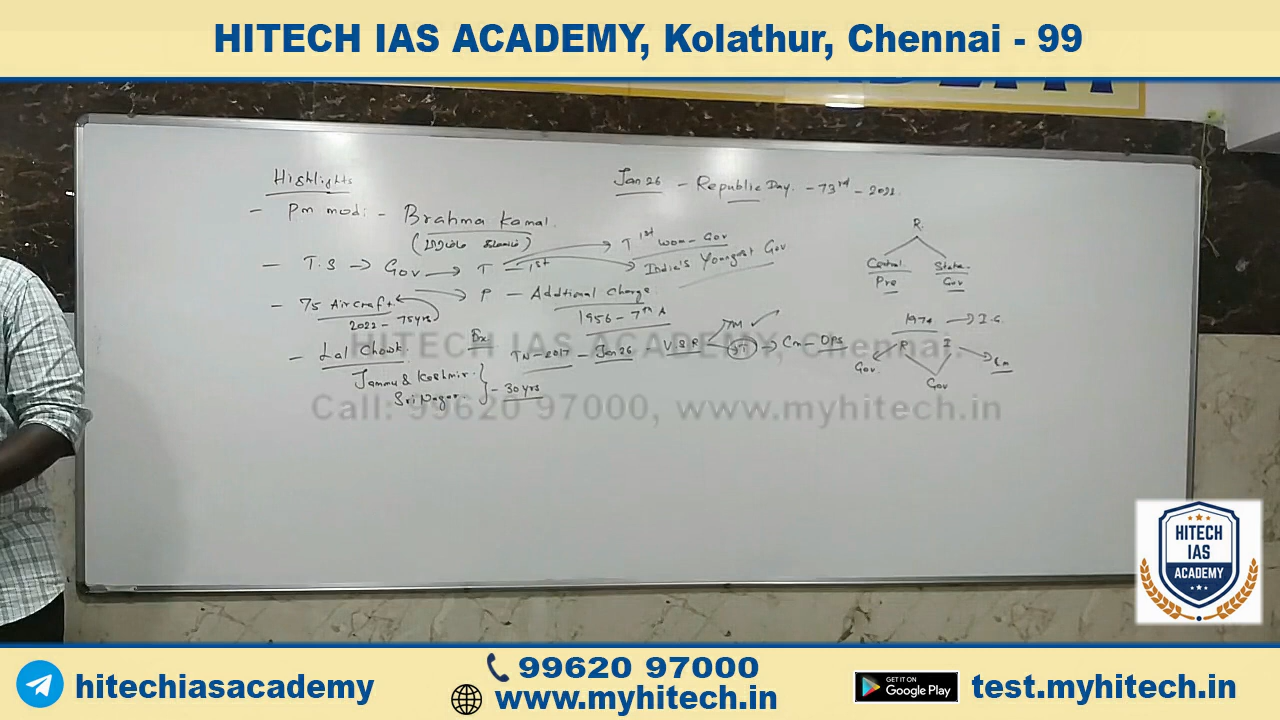 HITECH IAS ACADEMY, Kolathur, Chennai - 99
Highlights
Jan 26 - Republic Day. - 73rd - 2022.
- Pm modi - Brahma Kamal.
- T.S → Gov → T - 1st
→ T 1st Wom- Gov
→ India's Youngest Gov
→ P - Additional Charge.
1956 - 7th A
- 75 Aircraft.
2022 - 75yrs
- Lal Chowk.
Jammu & Kashmir.
Sri Nagar. - 30yrs
TN-2017 - Jan 26 V.S.R
TM ✓
→ Cm - OPS
R
Central State
Pre Gov
1974 → I.G.
R I
Gov. Cm
Gov
HITECH IAS ACADEMY, Chennai.
Call: 99620 97000, www.myhitech.in
HITECH
IAS
ACADEMY
hitechiasacademy
99620 97000
www.myhitech.in
GET IT ON
Google Play
test.myhitech.in